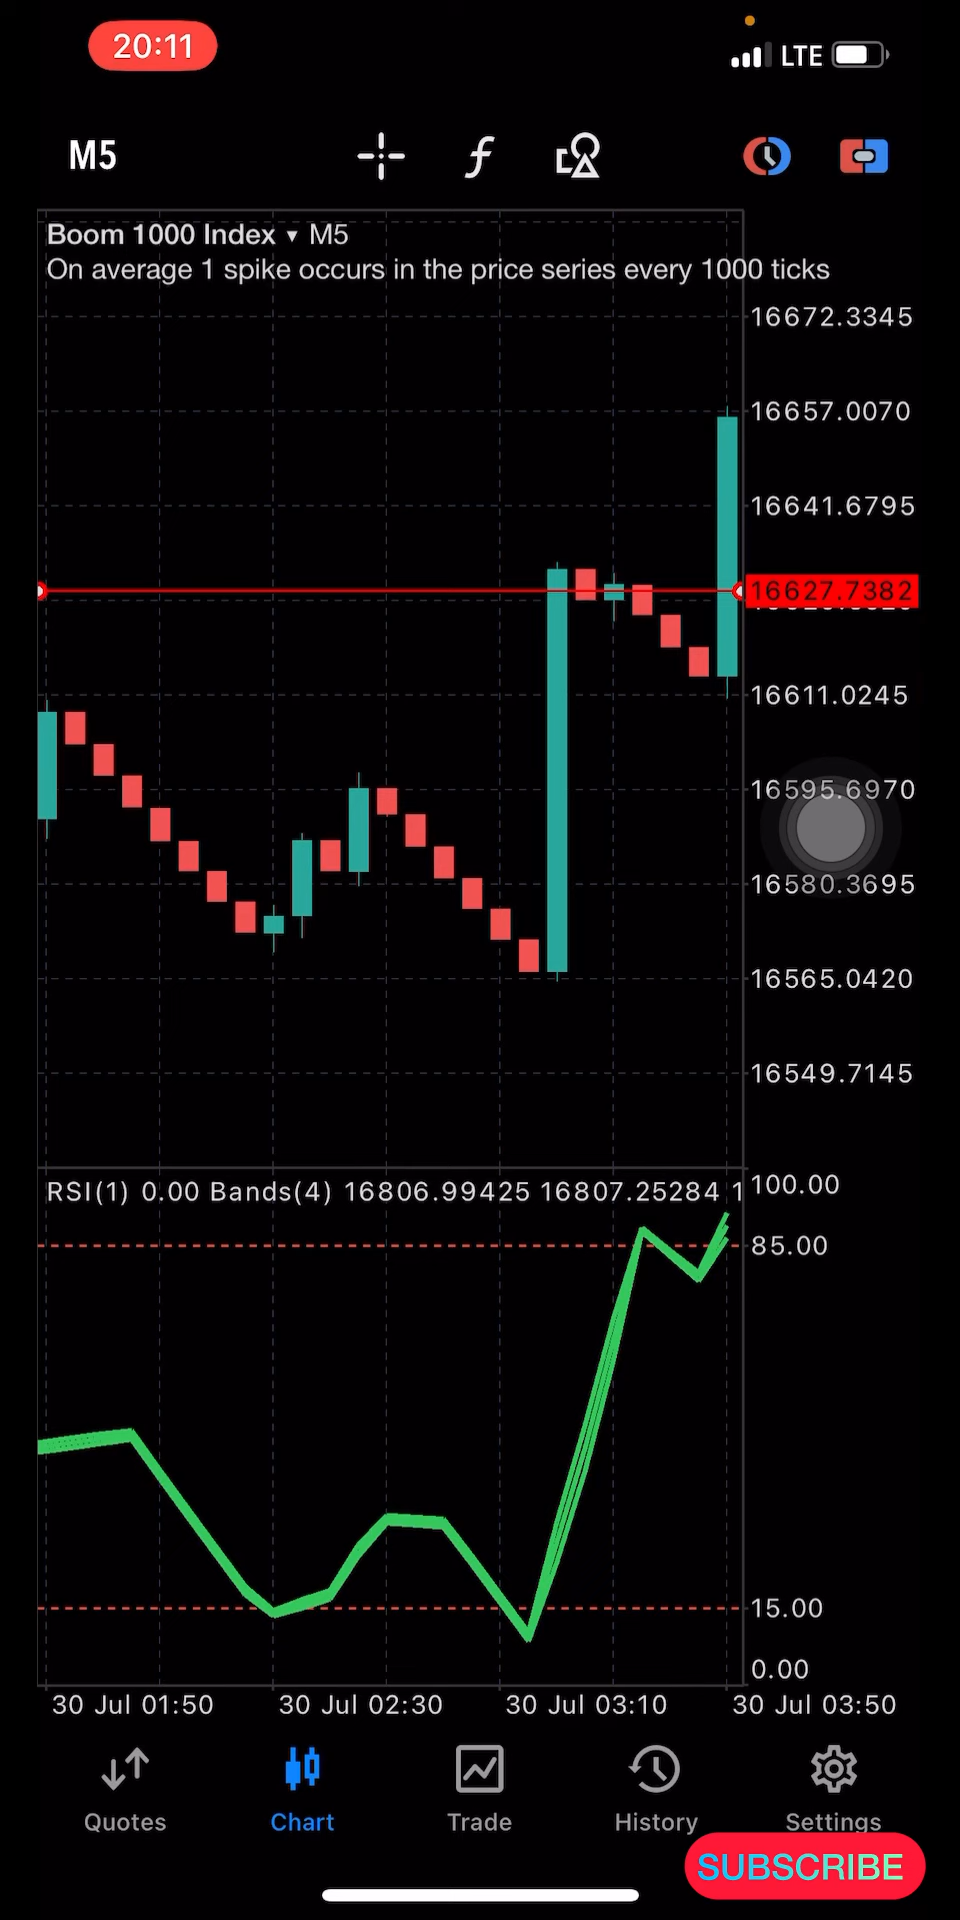 20:11
LTE
M5
Boom 1000 Index ▾ M5
On average 1 spike occurs in the price series every 1000 ticks
16672.3345
16657.0070
16641.6795
16627.7382
16611.0245
16595.6970
16580.3695
16565.0420
16549.7145
RSI(1) 0.00 Bands(4) 16806.99425 16807.25284 1
100.00
85.00
15.00
0.00
30 Jul 01:50 30 Jul 02:30 30 Jul 03:10 30 Jul 03:50
Quotes Chart Trade History Settings
SUBSCRIBE